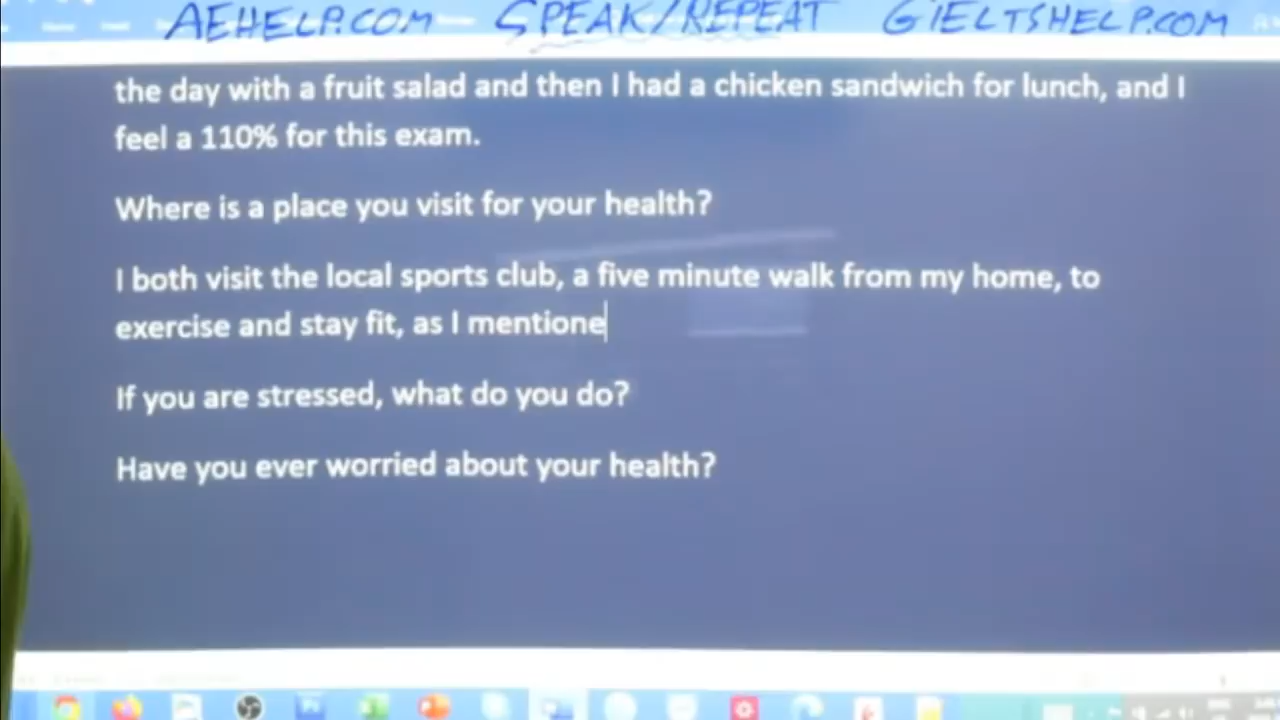 AEHELP.COM SPEAK/REPEAT GIELTSHELP.COM
the day with a fruit salad and then I had a chicken sandwich for lunch, and I
feel a 110% for this exam.
Where is a place you visit for your health?
I both visit the local sports club, a five minute walk from my home, to
exercise and stay fit, as I mentione
If you are stressed, what do you do?
Have you ever worried about your health?